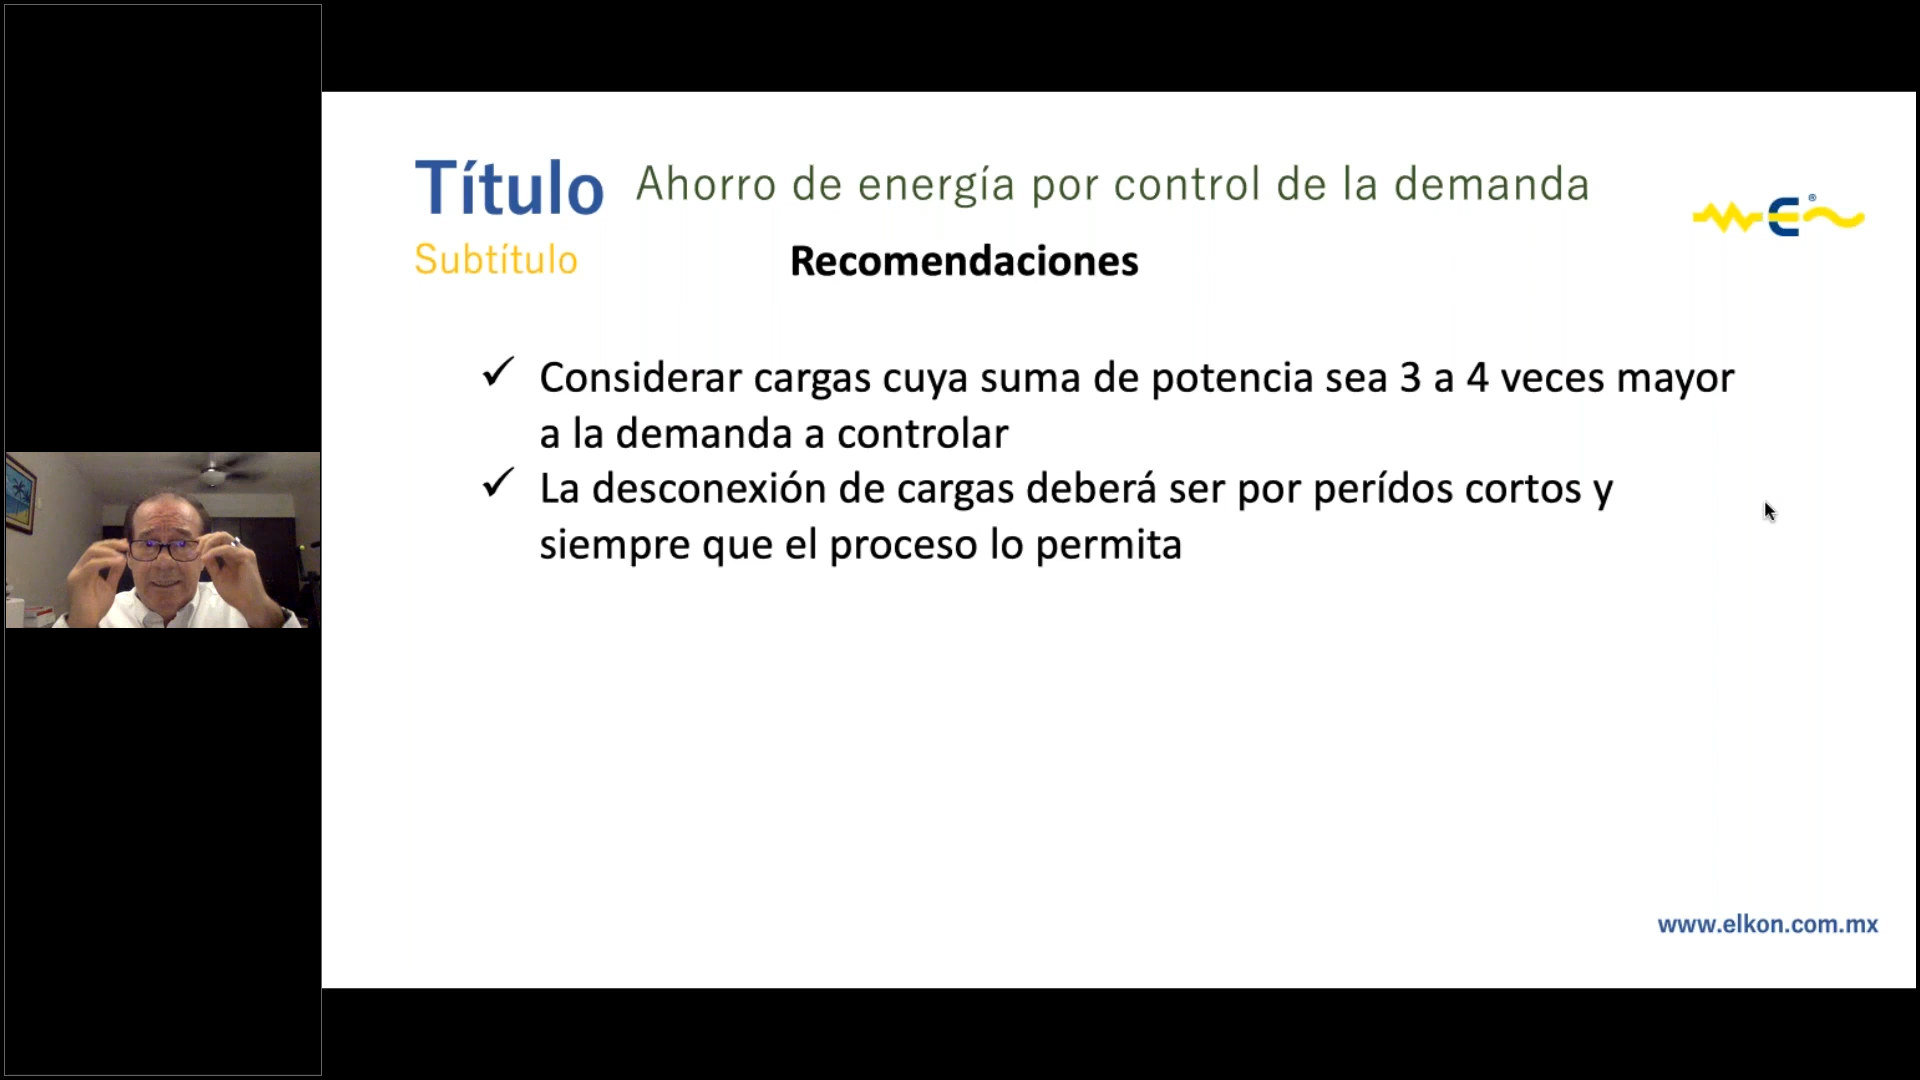 Título Ahorro de energía por control de la demanda
Subtítulo Recomendaciones
✓ Considerar cargas cuya suma de potencia sea 3 a 4 veces mayor
a la demanda a controlar
✓ La desconexión de cargas deberá ser por perídos cortos y
siempre que el proceso lo permita
E®
www.elkon.com.mx